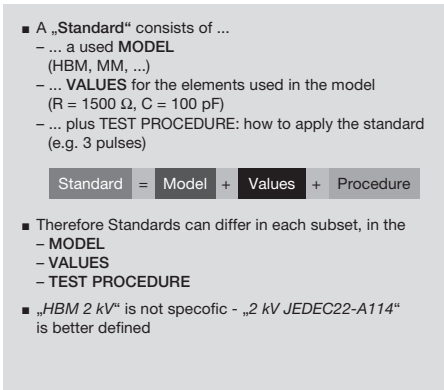 ■ A „Standard“ consists of ...
– ... a used MODEL
(HBM, MM, ...)
– ... VALUES for the elements used in the model
(R = 1500 Ω, C = 100 pF)
– ... plus TEST PROCEDURE: how to apply the standard
(e.g. 3 pulses)
Standard = Model + Values + Procedure
■ Therefore Standards can differ in each subset, in the
– MODEL
– VALUES
– TEST PROCEDURE
■ „HBM 2 kV“ is not specofic - „2 kV JEDEC22-A114“
is better defined